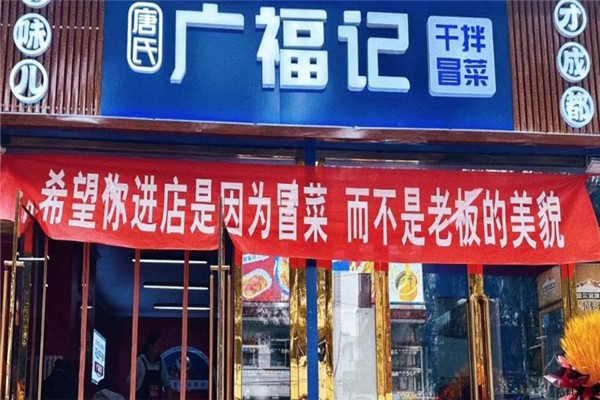 味儿
唐氏
广福记
干拌
冒菜
才成都
希望你进店是因为冒菜 而不是老板的美貌